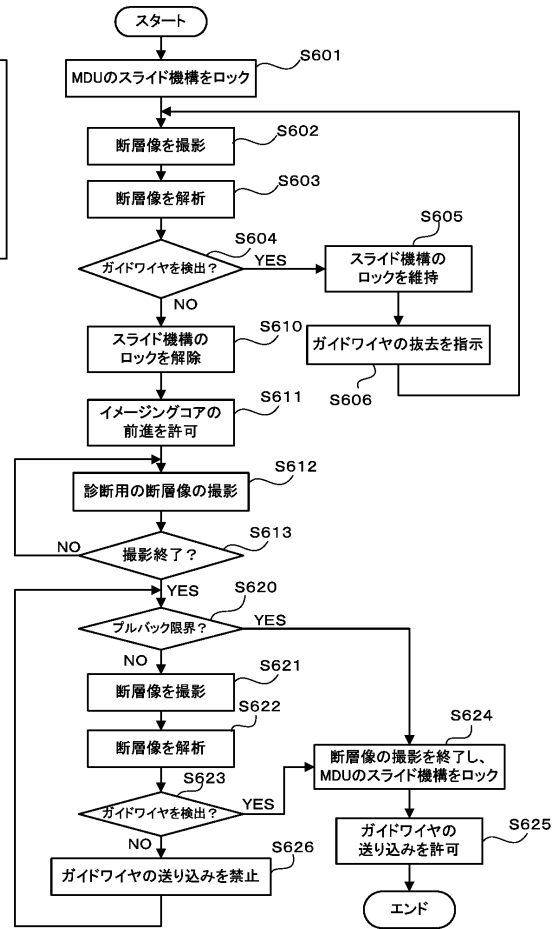 スタート
S601
MDUのスライド機構をロック
S602
断層像を撮影
S603
断層像を解析
S604
ガイドワイヤを検出?
YES
NO
S605
スライド機構の
ロックを維持
ガイドワイヤの抜去を指示
S606
S610
スライド機構の
ロックを解除
S611
イメージングコアの
前進を許可
S612
診断用の断層像の撮影
S613
撮影終了?
NO
YES
S620
プルバック限界?
YES
NO
S621
断層像を撮影
S622
断層像を解析
S623
ガイドワイヤを検出?
YES
NO
S624
断層像の撮影を終了し、
MDUのスライド機構をロック
S625
ガイドワイヤの
送り込みを許可
S626
ガイドワイヤの送り込みを禁止
エンド